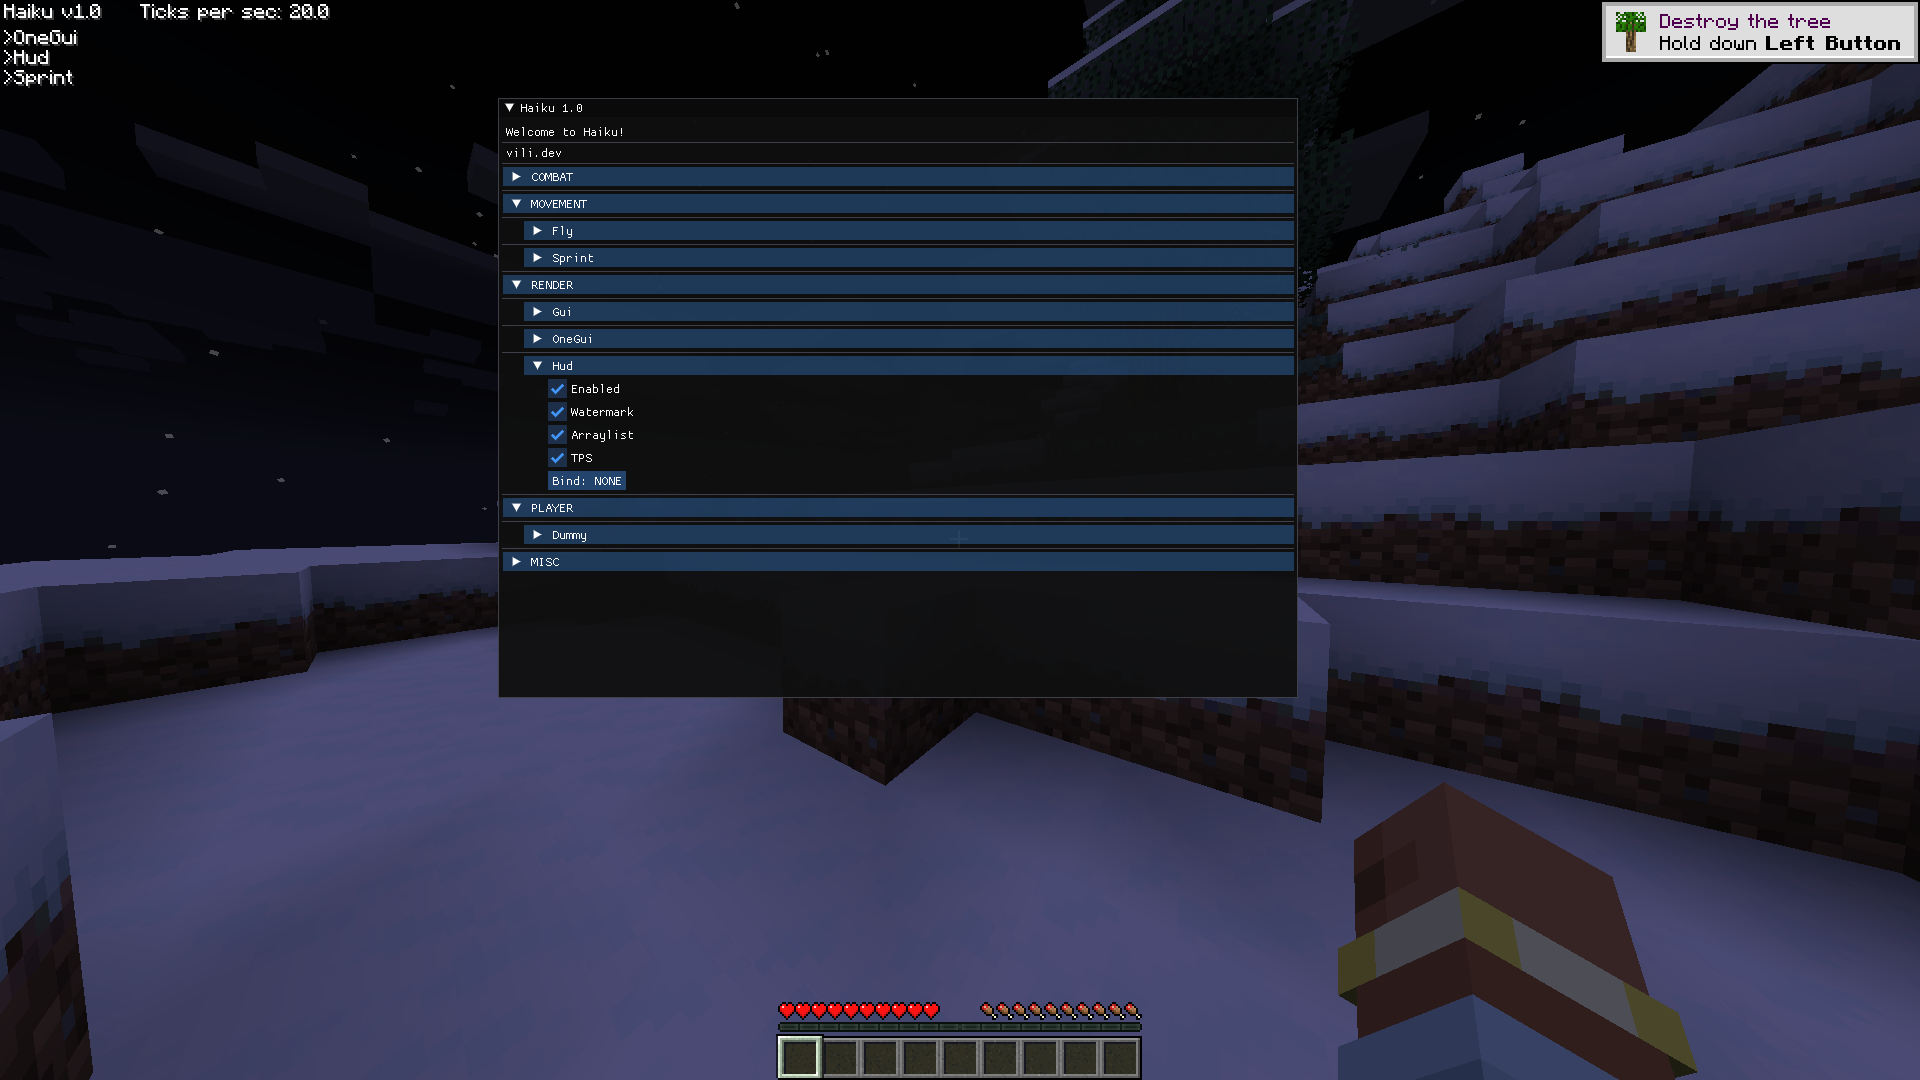 Haiku v1.0 Ticks per sec: 20.0
>OneGui
>Hud
>Sprint
Destroy the tree
Hold down Left Button
Haiku 1.0
Welcome to Haiku!
vili.dev
COMBAT
MOVEMENT
Fly
Sprint
RENDER
Gui
OneGui
Hud
Enabled
Watermark
Arraylist
TPS
Bind: NONE
PLAYER
Dummy
MISC